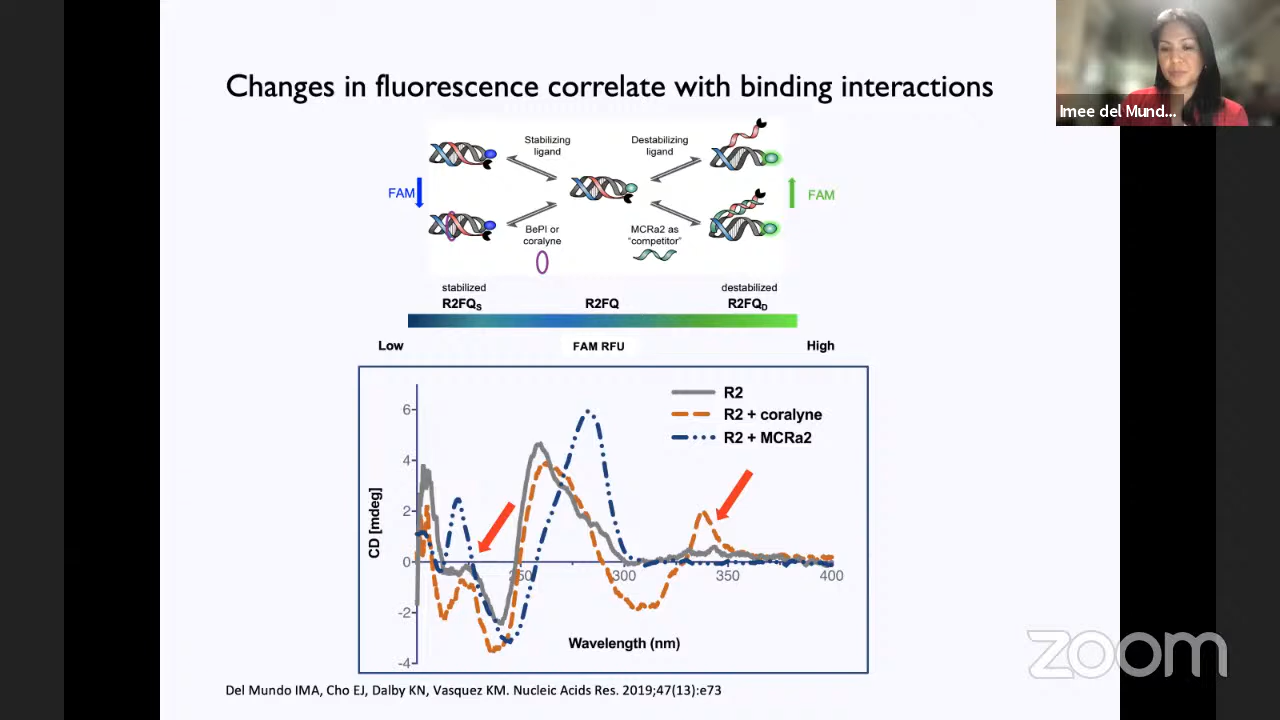 Changes in fluorescence correlate with binding interactions
Imee del Mund...
Stabilizing
ligand
Destabilizing
ligand
FAM
FAM
BePI or
coralyne
MCRa2 as
"competitor"
stabilized
R2FQS
R2FQ
destabilized
R2FQD
Low
FAM RFU
High
R2
R2 + coralyne
R2 + MCRa2
CD [mdeg]
6
4
2
0
-2
-4
250
300
350
400
Wavelength (nm)
zoom
Del Mundo IMA, Cho EJ, Dalby KN, Vasquez KM. Nucleic Acids Res. 2019;47(13):e73